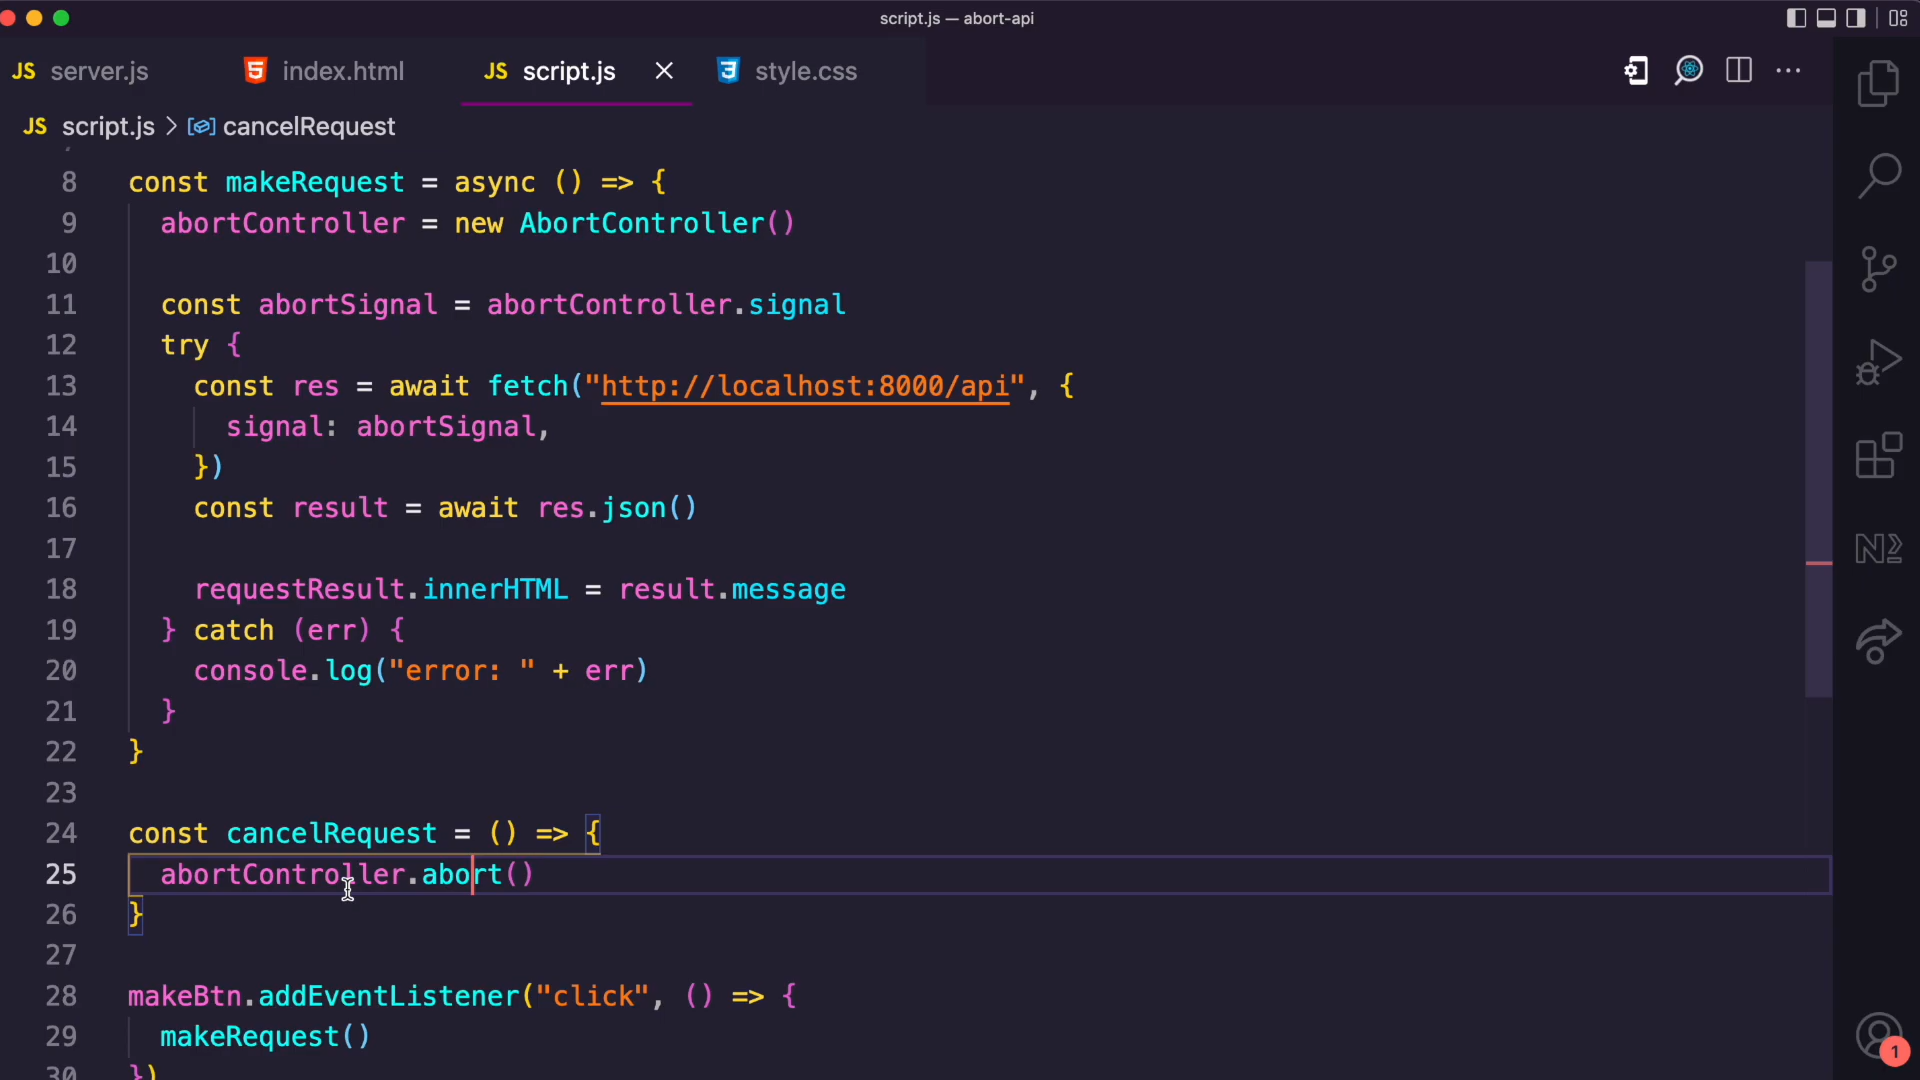 script.js — abort-api
JS server.js index.html JS script.js style.css
JS script.js > cancelRequest
8 const makeRequest = async () => {
9 abortController = new AbortController()
10
11 const abortSignal = abortController.signal
12 try {
13 const res = await fetch("http://localhost:8000/api", {
14 signal: abortSignal,
15 })
16 const result = await res.json()
17
18 requestResult.innerHTML = result.message
19 } catch (err) {
20 console.log("error: " + err)
21 }
22 }
23
24 const cancelRequest = () => {
25 abortController.abort()
26 }
27
28 makeBtn.addEventListener("click", () => {
29 makeRequest()
30 })
1